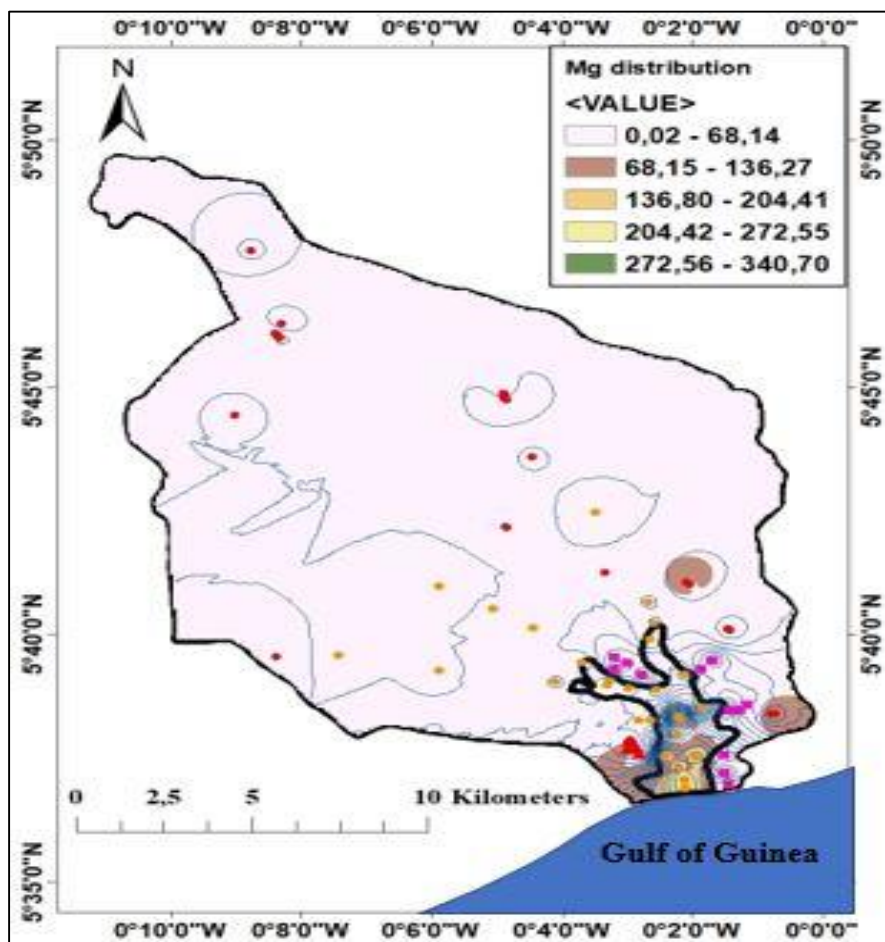 0°10'0"W 0°8'0"W 0°6'0"W 0°4'0"W 0°2'0"W 0°0'0"
N
Mg distribution
<VALUE>
0,02 - 68,14
68,15 - 136,27
136,80 - 204,41
204,42 - 272,55
272,56 - 340,70
5°50'0"N 5°50'0"N
5°45'0"N 5°45'0"N
5°40'0"N 5°40'0"N
0 2,5 5 10 Kilometers
Gulf of Guinea
5°35'0"N 5°35'0"N
0°10'0"W 0°8'0"W 0°6'0"W 0°4'0"W 0°2'0"W 0°0'0"